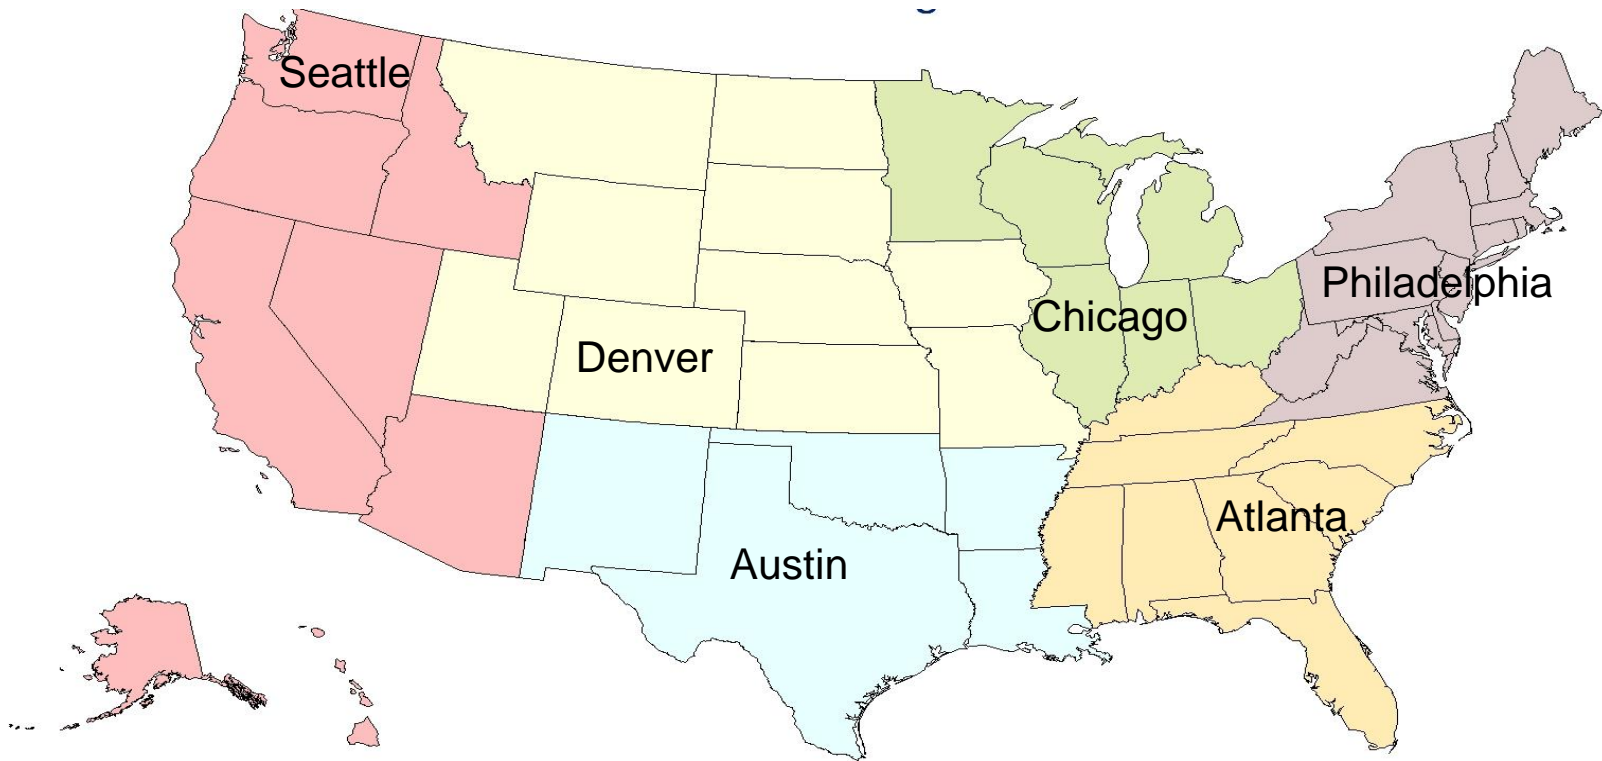 Seattle
Philadelphia
Chicago
Denver
Atlanta
Austin